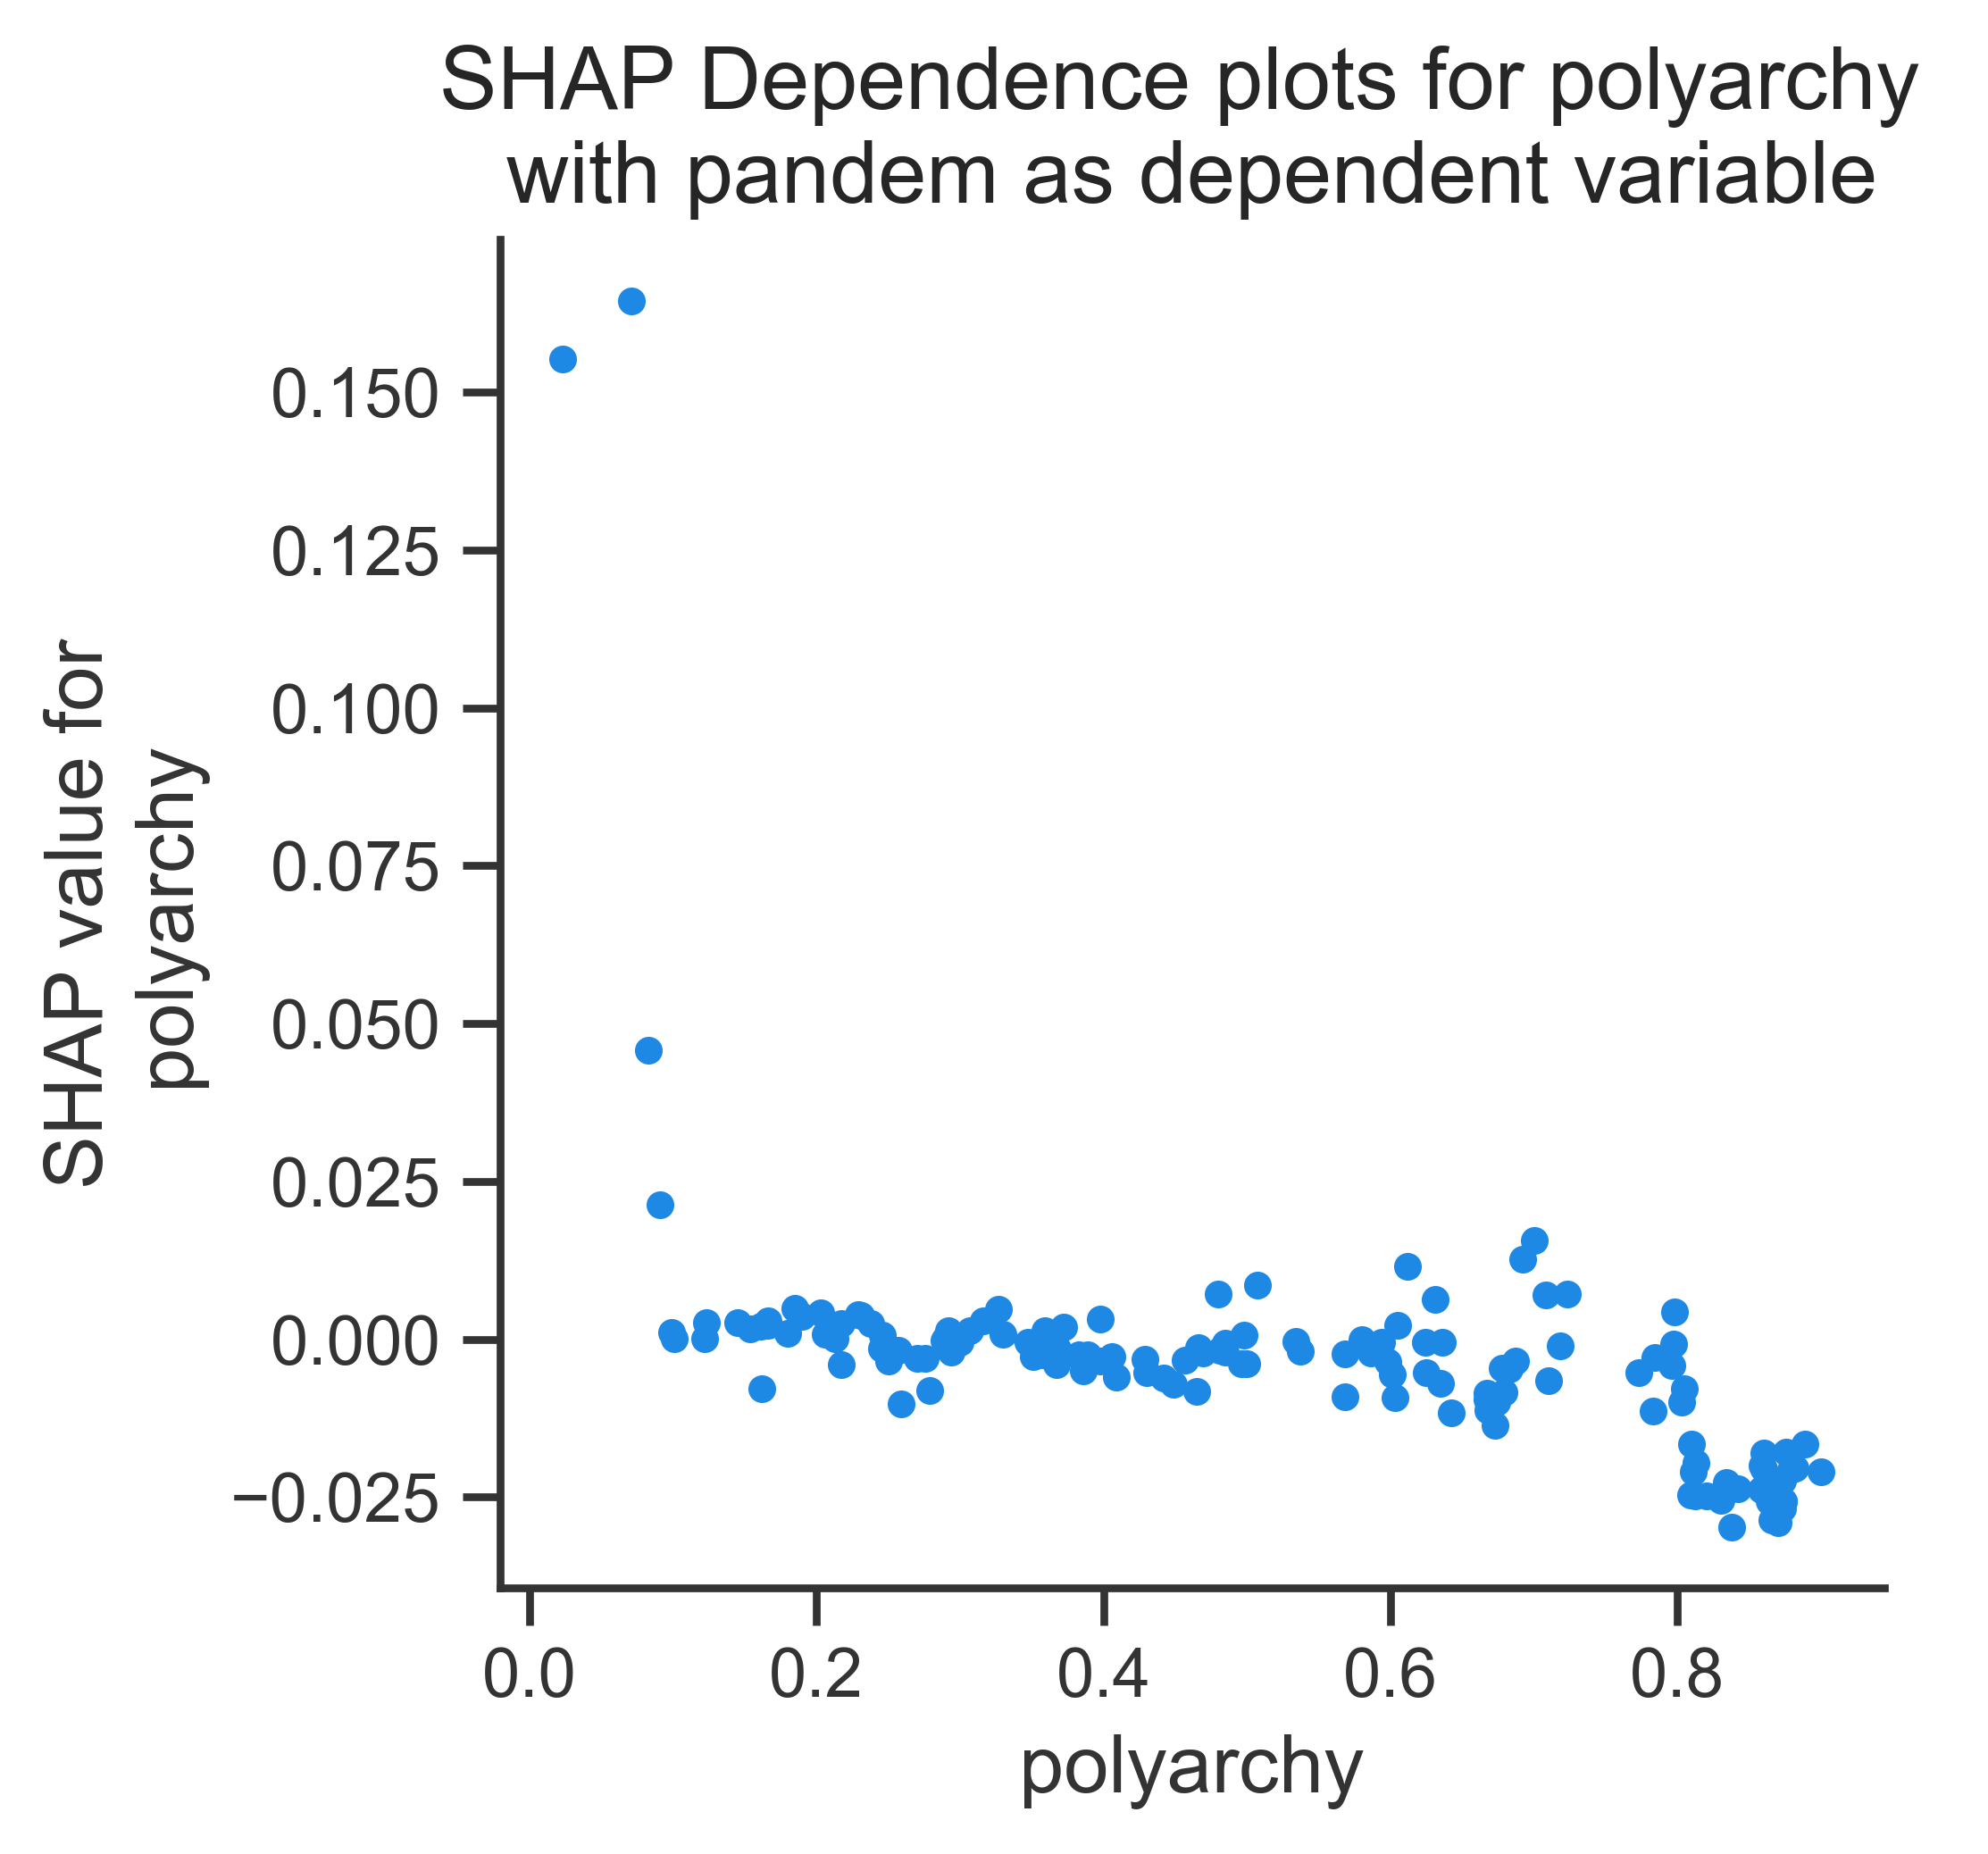 SHAP Dependence plots for polyarchy
with pandem as dependent variable
SHAP value for
polyarchy
0.150
0.125
0.100
0.075
0.050
0.025
0.000
−0.025
0.0
0.2
0.4
0.6
0.8
polyarchy